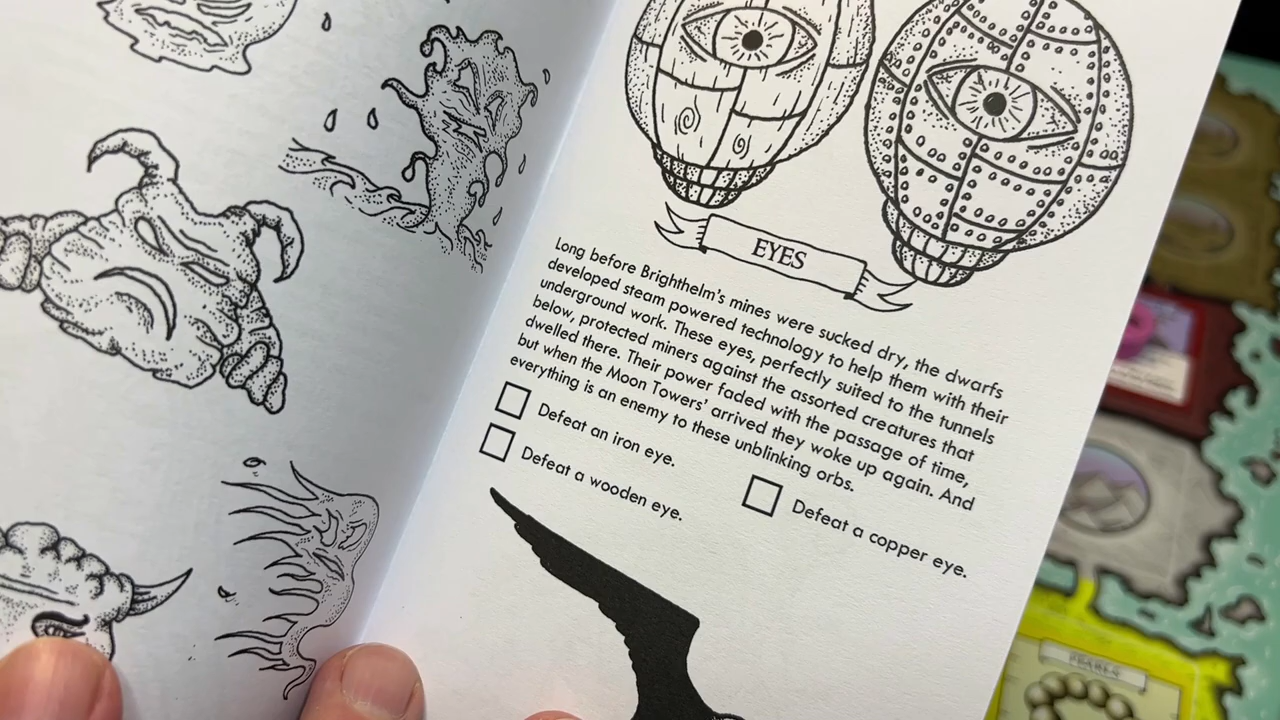 EYES
Long before Brighthelm's mines were sucked dry, the dwarfs
developed steam powered technology to help them with their
underground work. These eyes, perfectly suited to the tunnels
below, protected miners against the assorted creatures that
dwelled there. Their power faded with the passage of time,
but when the Moon Towers' arrived they woke up again. And
everything is an enemy to these unblinking orbs.
Defeat an iron eye.
Defeat a wooden eye.
Defeat a copper eye.